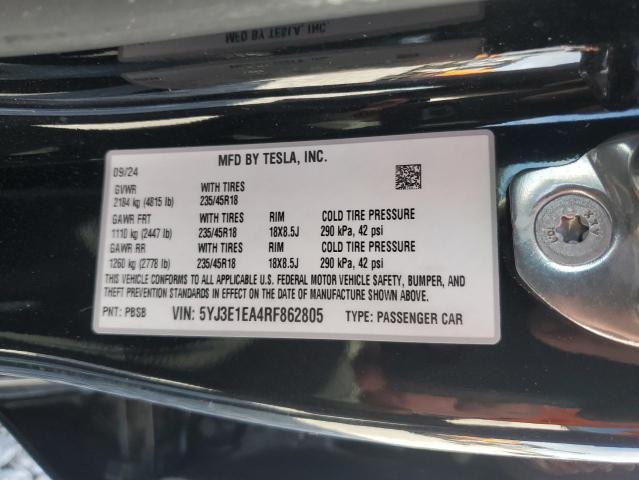 MFD BY TESLA, INC.
09/24
GVWR WITH TIRES
2184 kg (4815 lb) 235/45R18
GAWR FRT WITH TIRES RIM COLD TIRE PRESSURE
1110 kg (2447 lb) 235/45R18 18X8.5J 290 kPa, 42 psi
GAWR RR WITH TIRES RIM COLD TIRE PRESSURE
1260 kg (2778 lb) 235/45R18 18X8.5J 290 kPa, 42 psi
THIS VEHICLE CONFORMS TO ALL APPLICABLE U.S. FEDERAL MOTOR VEHICLE SAFETY, BUMPER, AND
THEFT PREVENTION STANDARDS IN EFFECT ON THE DATE OF MANUFACTURE SHOWN ABOVE.
PNT: PBSB VIN: 5YJ3E1EA4RF862805 TYPE: PASSENGER CAR